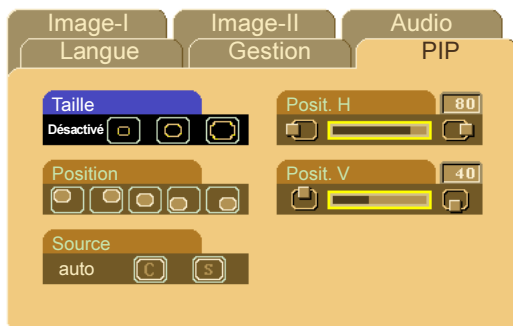 Image-I Image-II Audio
Langue Gestion PIP
Taille
Désactivé
Position
Source
auto C S
Posit. H 80
Posit. V 40